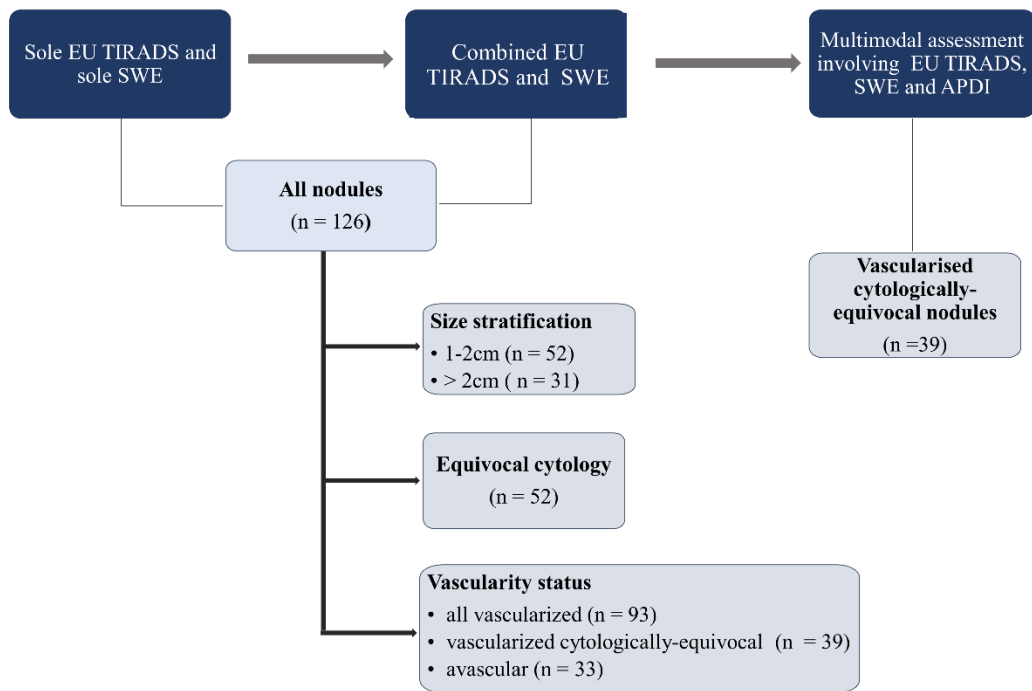 Sole EU TIRADS and
sole SWE
Combined EU
TIRADS and SWE
Multimodal assessment
involving EU TIRADS,
SWE and APDI
All nodules
(n = 126)
Vascularised
cytologically-
equivocal nodules
(n =39)
Size stratification
• 1-2cm (n = 52)
• > 2cm ( n = 31)
Equivocal cytology
(n = 52)
Vascularity status
• all vascularized (n = 93)
• vascularized cytologically-equivocal (n = 39)
• avascular (n = 33)